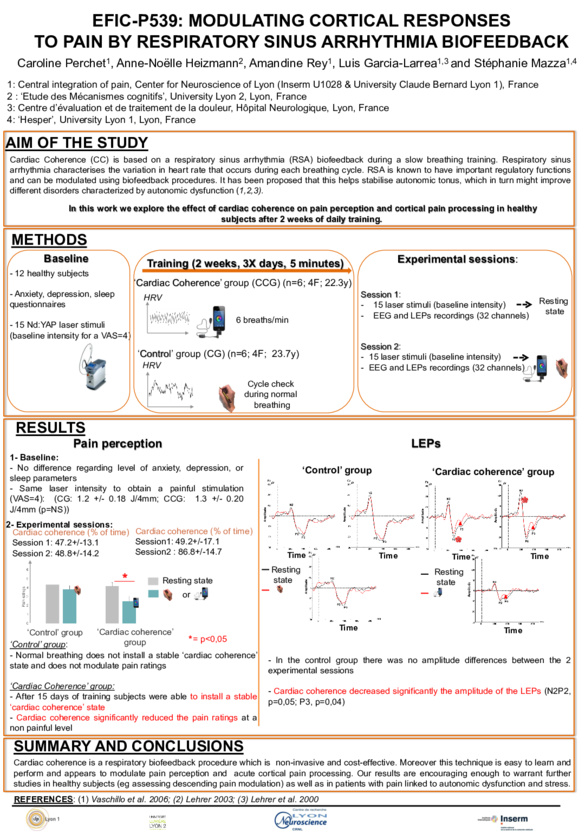 EFIC-P539: MODULATING CORTICAL RESPONSES
TO PAIN BY RESPIRATORY SINUS ARRHYTHMIA BIOFEEDBACK
Caroline Perchet1, Anne-Noëlle Heizmann2, Amandine Rey1, Luis Garcia-Larrea1,3 and Stéphanie Mazza1,4
1: Central integration of pain, Center for Neuroscience of Lyon (Inserm U1028 & University Claude Bernard Lyon 1), France
2 : ‘Etude des Mécanismes cognitifs’, University Lyon 2, Lyon, France
3: Centre d’évaluation et de traitement de la douleur, Hôpital Neurologique, Lyon, France
4: ‘Hesper’, University Lyon 1, Lyon, France
AIM OF THE STUDY
Cardiac Coherence (CC) is based on a respiratory sinus arrhythmia (RSA) biofeedback during a slow breathing training. Respiratory sinus
arrhythmia characterises the variation in heart rate that occurs during each breathing cycle. RSA is known to have important regulatory functions
and can be modulated using biofeedback procedures. It has been proposed that this helps stabilise autonomic tonus, which in turn might improve
different disorders characterized by autonomic dysfunction (1,2,3).
In this work we explore the effect of cardiac coherence on pain perception and cortical pain processing in healthy
subjects after 2 weeks of daily training.
METHODS
Baseline
- 12 healthy subjects
- Anxiety, depression, sleep
questionnaires
- 15 Nd:YAP laser stimuli
(baseline intensity for a VAS=4)
Training (2 weeks, 3X days, 5 minutes)
‘Cardiac Coherence’ group (CCG) (n=6; 4F; 22.3y)
HRV
6 breaths/min
‘Control’ group (CG) (n=6; 4F; 23.7y)
HRV
Cycle check
during normal
breathing
Experimental sessions:
Session 1:
- 15 laser stimuli (baseline intensity)
- EEG and LEPs recordings (32 channels)
Resting
state
Session 2:
- 15 laser stimuli (baseline intensity)
- EEG and LEPs recordings (32 channels)
RESULTS
Pain perception
1- Baseline:
- No difference regarding level of anxiety, depression, or
sleep parameters
- Same laser intensity to obtain a painful stimulation
(VAS=4): (CG: 1.2 +/- 0.18 J/4mm; CCG: 1.3 +/- 0.20
J/4mm (p=NS))
2- Experimental sessions:
Cardiac coherence (% of time)
Session 1: 47.2+/-13.1
Session 2: 48.8+/-14.2
Cardiac coherence (% of time)
Session1: 49.2+/-17.1
Session2 : 86.8+/-14.7
*
Resting state
or
‘Control’ group
‘Cardiac coherence’
group
*= p<0,05
‘Control’ group:
- Normal breathing does not install a stable ‘cardiac coherence’
state and does not modulate pain ratings
‘Cardiac Coherence’ group:
- After 15 days of training subjects were able to install a stable
‘cardiac coherence’ state
- Cardiac coherence significantly reduced the pain ratings at a
non painful level
LEPs
‘Control’ group
‘Cardiac coherence’ group
Time
Time
Time
Time
Resting
state
Resting
state
Time
Time
- In the control group there was no amplitude differences between the 2
experimental sessions
- Cardiac coherence decreased significantly the amplitude of the LEPs (N2P2,
p=0,05; P3, p=0,04)
SUMMARY AND CONCLUSIONS
Cardiac coherence is a respiratory biofeedback procedure which is non-invasive and cost-effective. Moreover this technique is easy to learn and
perform and appears to modulate pain perception and acute cortical pain processing. Our results are encouraging enough to warrant further
studies in healthy subjects (eg assessing descending pain modulation) as well as in patients with pain linked to autonomic dysfunction and stress.
REFERENCES: (1) Vaschillo et al. 2006; (2) Lehrer 2003; (3) Lehrer et al. 2000
Lyon 1
LYON 2
LYON
Neuroscience
Inserm